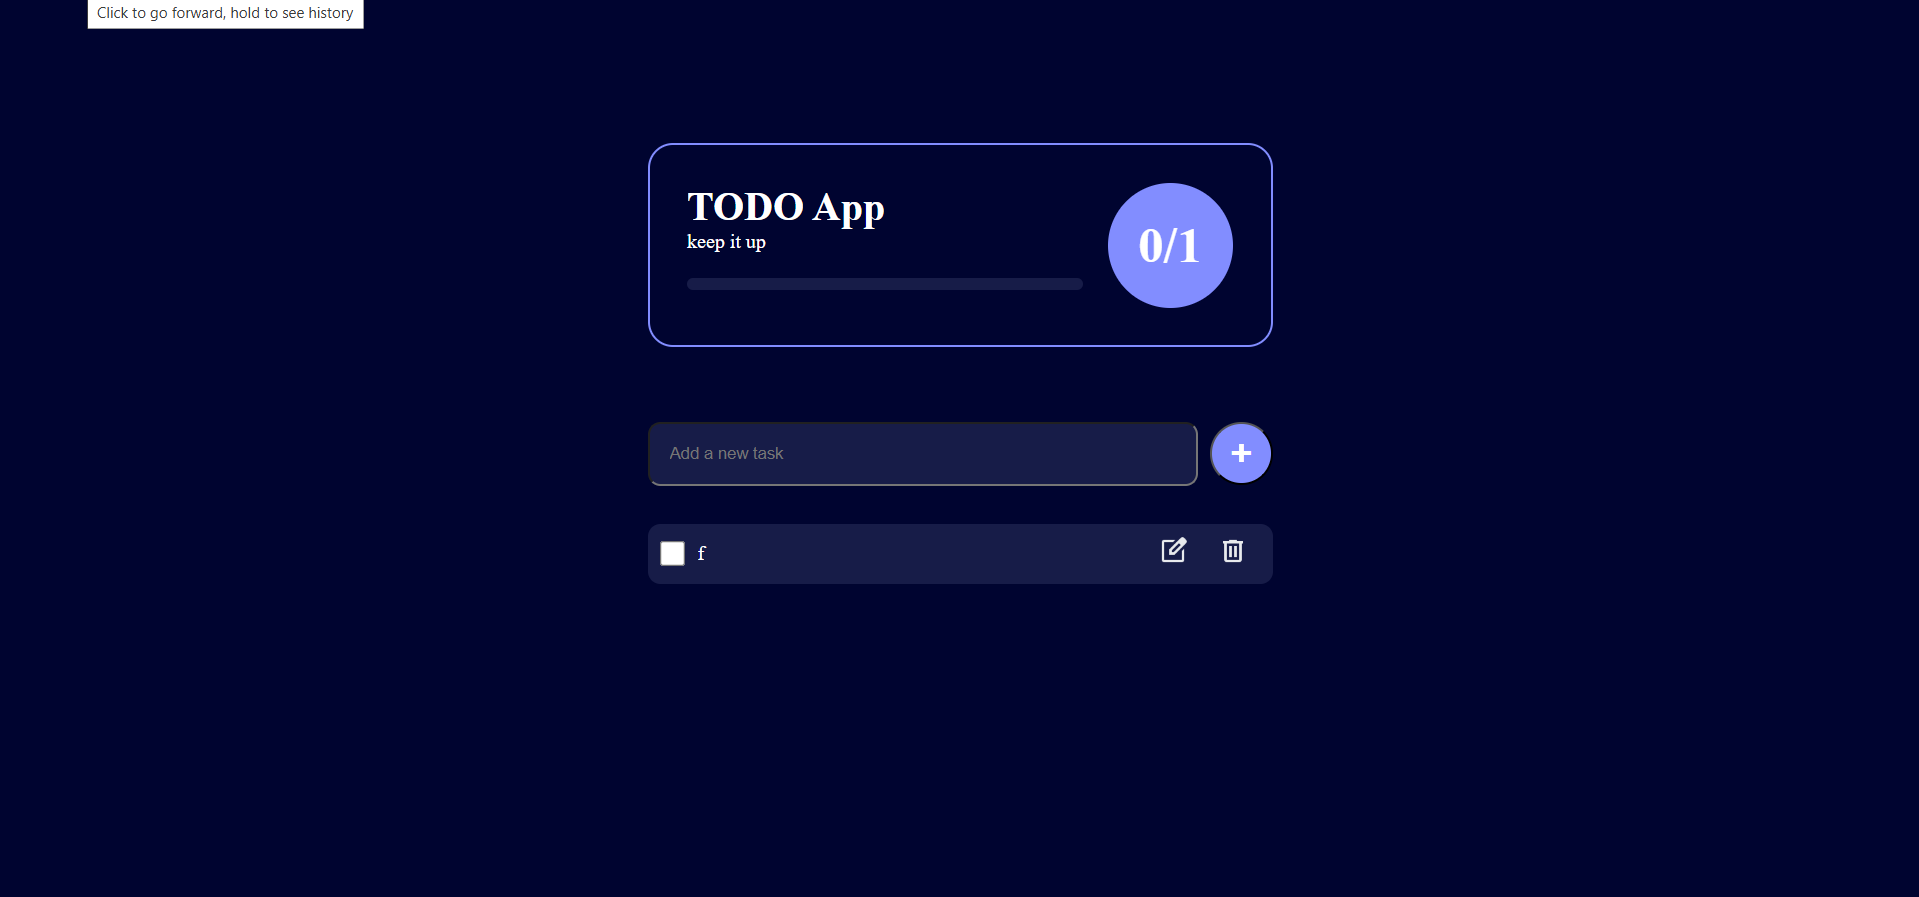 Click to go forward, hold to see history
TODO App
keep it up
0/1
Add a new task
+
f